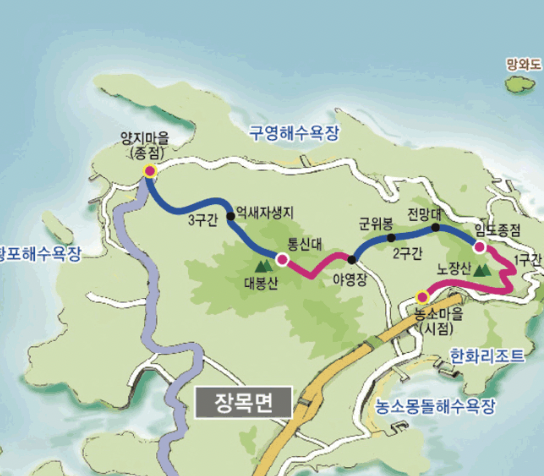 망와도
구영해수욕장
양지마을
(종점)
3구간
억새자생지
통신대
대봉산
야영장
군위봉
전망대
2구간
임도종점
1구간
노장산
농소마을
(시점)
황포해수욕장
한화리조트
장목면
농소몽돌해수욕장